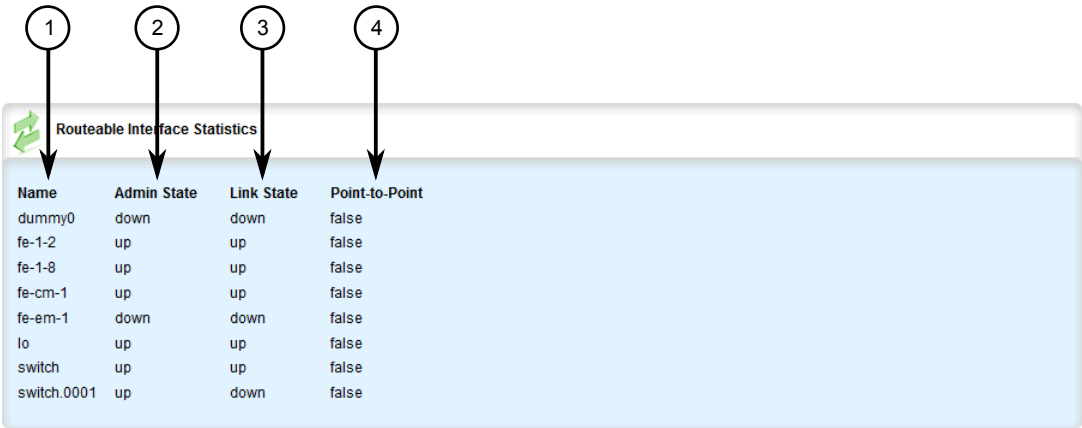 1 2 3 4
Routeable Interface Statistics
Name Admin State Link State Point-to-Point
dummy0 down down false
fe-1-2 up up false
fe-1-8 up up false
fe-cm-1 up up false
fe-em-1 down down false
lo up up false
switch up up false
switch.0001 up down false